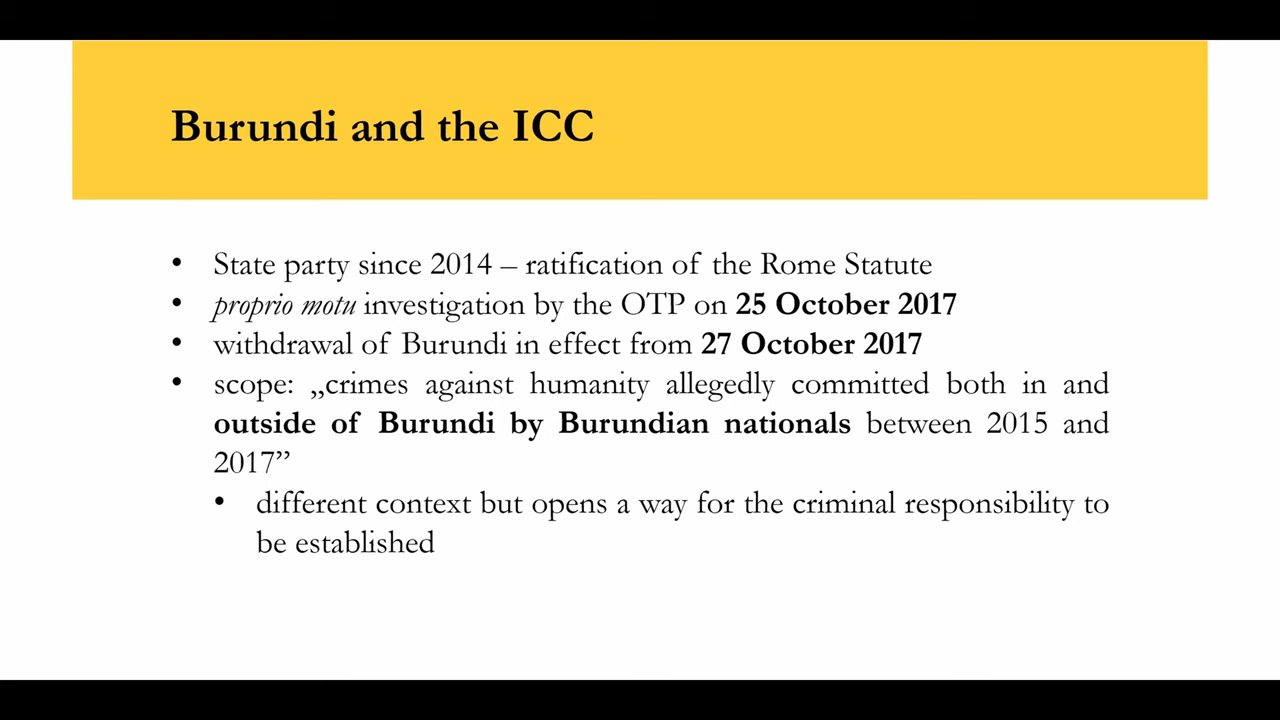 Burundi and the ICC
• State party since 2014 – ratification of the Rome Statute
• proprio motu investigation by the OTP on 25 October 2017
• withdrawal of Burundi in effect from 27 October 2017
• scope: „crimes against humanity allegedly committed both in and
outside of Burundi by Burundian nationals between 2015 and
2017”
• different context but opens a way for the criminal responsibility to
be established